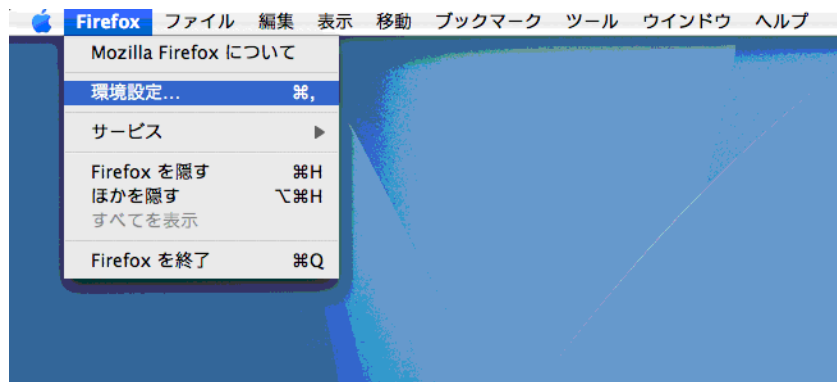 Firefox ファイル 編集 表示 移動 ブックマーク ツール ウインドウ ヘルプ
Mozilla Firefox について
環境設定... ⌘,
サービス ▶
Firefox を隠す ⌘H
ほかを隠す ⌥⌘H
すべてを表示
Firefox を終了 ⌘Q